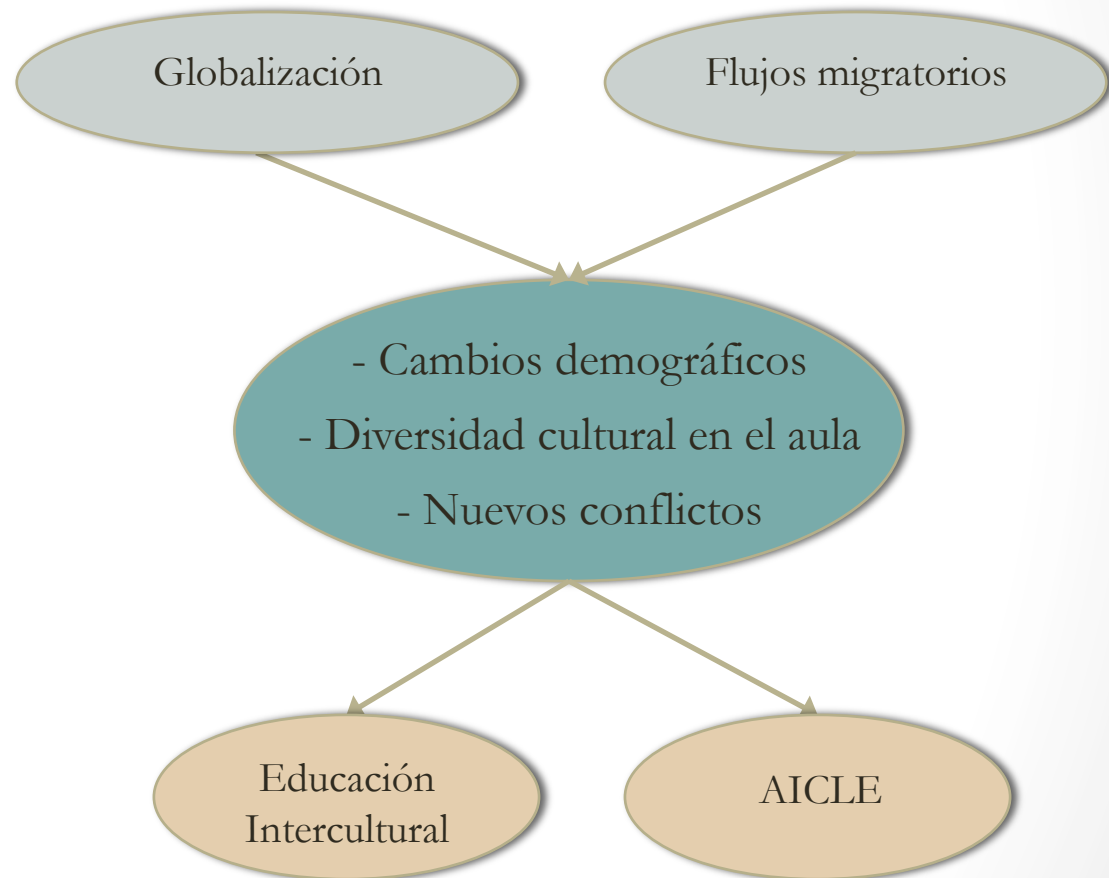 Globalización
Flujos migratorios
- Cambios demográficos
- Diversidad cultural en el aula
- Nuevos conflictos
Educación
Intercultural
AICLE